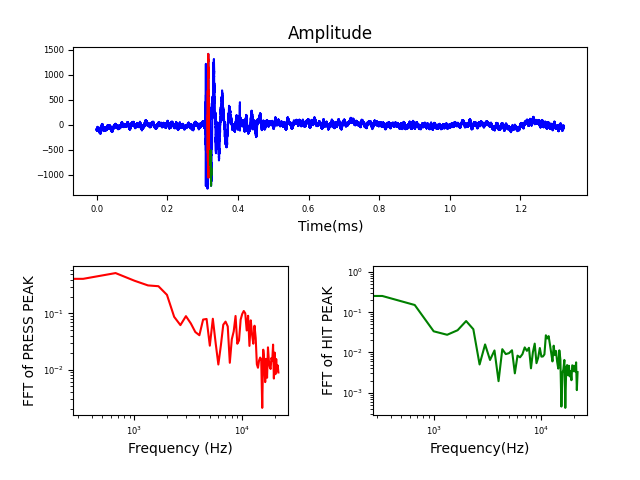 Amplitude
1500
1000
500
0
−500
−1000
0.0 0.2 0.4 0.6 0.8 1.0 1.2
Time(ms)
FFT of PRESS PEAK
10⁻¹
10⁻²
10³ 10⁴
Frequency (Hz)
FFT of HIT PEAK
10⁰
10⁻¹
10⁻²
10⁻³
10³ 10⁴
Frequency(Hz)